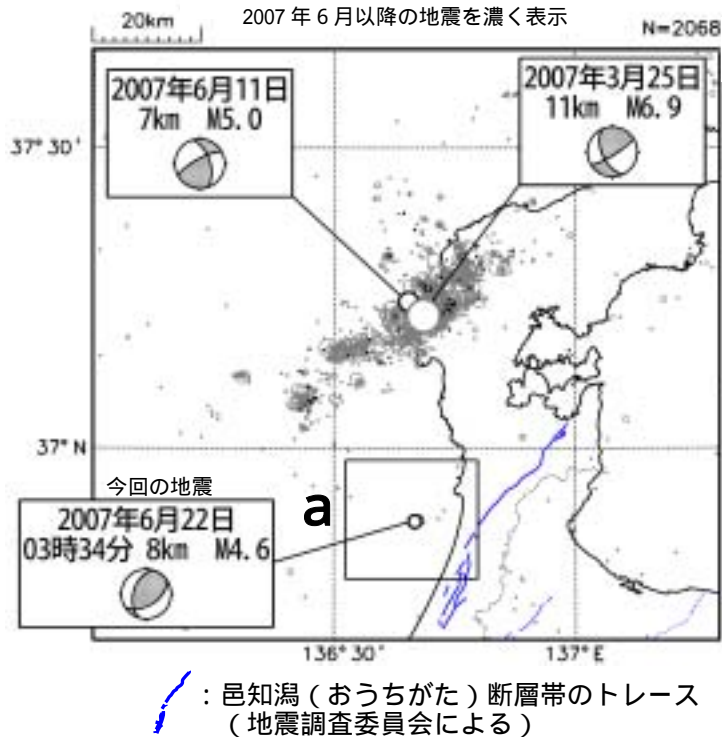 20km
2007年6月以降の地震を濃く表示
N=2068
2007年6月11日
7km M5.0
2007年3月25日
11km M6.9
37°30'
37°N
今回の地震
2007年6月22日
03時34分 8km M4.6
a
136°30'
137°E
:邑知潟(おうちがた)断層帯のトレース
(地震調査委員会による)